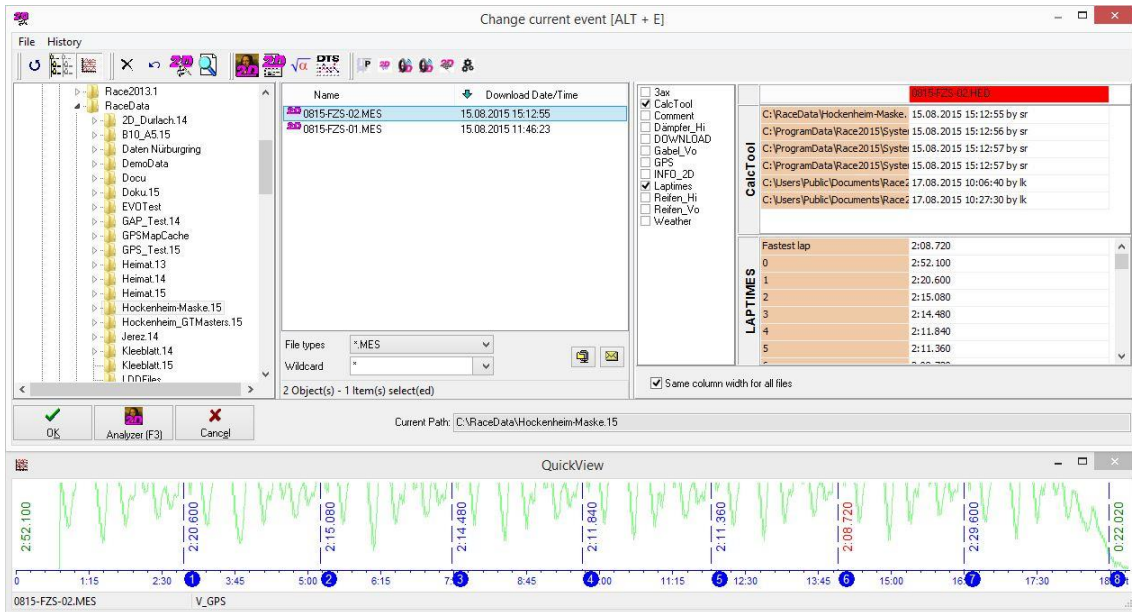 Change current event [ALT + E]
File History
Race2013.1
RaceData
2D_Durlach.14
B10_A5.15
Daten Nürburgring
DemoData
Docu
Doku.15
EVOTest
GAP_Test.14
GPSMapCache
GPS_Test.15
Heimat.13
Heimat.14
Heimat.15
Hockenheim-Maske.15
Hockenheim_GTMasters.15
Jerez.14
Kleeblatt.14
Kleeblatt.15
LDDFiles
Name Download Date/Time
0815-FZS-02.MES 15.08.2015 15:12:55
0815-FZS-01.MES 15.08.2015 11:46:23
File types *.MES
Wildcard *
2 Object(s) - 1 Item(s) select(ed)
3ax
CalcTool
Comment
Dämpfer_Hi
DOWNLOAD
Gabel_Vo
GPS
INFO_2D
Laptimes
Reifen_Hi
Reifen_Vo
Weather
0815-FZS-02.HED
CalcTool
C:\RaceData\Hockenheim-Maske. 15.08.2015 15:12:55 by sr
C:\ProgramData\Race2015\System 15.08.2015 15:12:56 by sr
C:\ProgramData\Race2015\System 15.08.2015 15:12:57 by sr
C:\ProgramData\Race2015\System 15.08.2015 15:12:57 by sr
C:\Users\Public\Documents\Race2 17.08.2015 10:06:40 by lk
C:\Users\Public\Documents\Race2 17.08.2015 10:27:30 by lk
LAPTIMES
Fastest lap 2:08.720
0 2:52.100
1 2:20.600
2 2:15.080
3 2:14.480
4 2:11.840
5 2:11.360
Same column width for all files
OK
Analyzer (F3)
Cancel
Current Path: C:\RaceData\Hockenheim-Maske.15
QuickView
2:52.100 2:20.600 2:15.080 2:14.480 2:11.840 2:11.360 2:08.720 2:29.600 0:22.020
0 1:15 2:30 1 3:45 5:00 2 6:15 3 8:45 4 11:15 5 12:30 13:45 6 15:00 7 17:30 8
0815-FZS-02.MES V_GPS